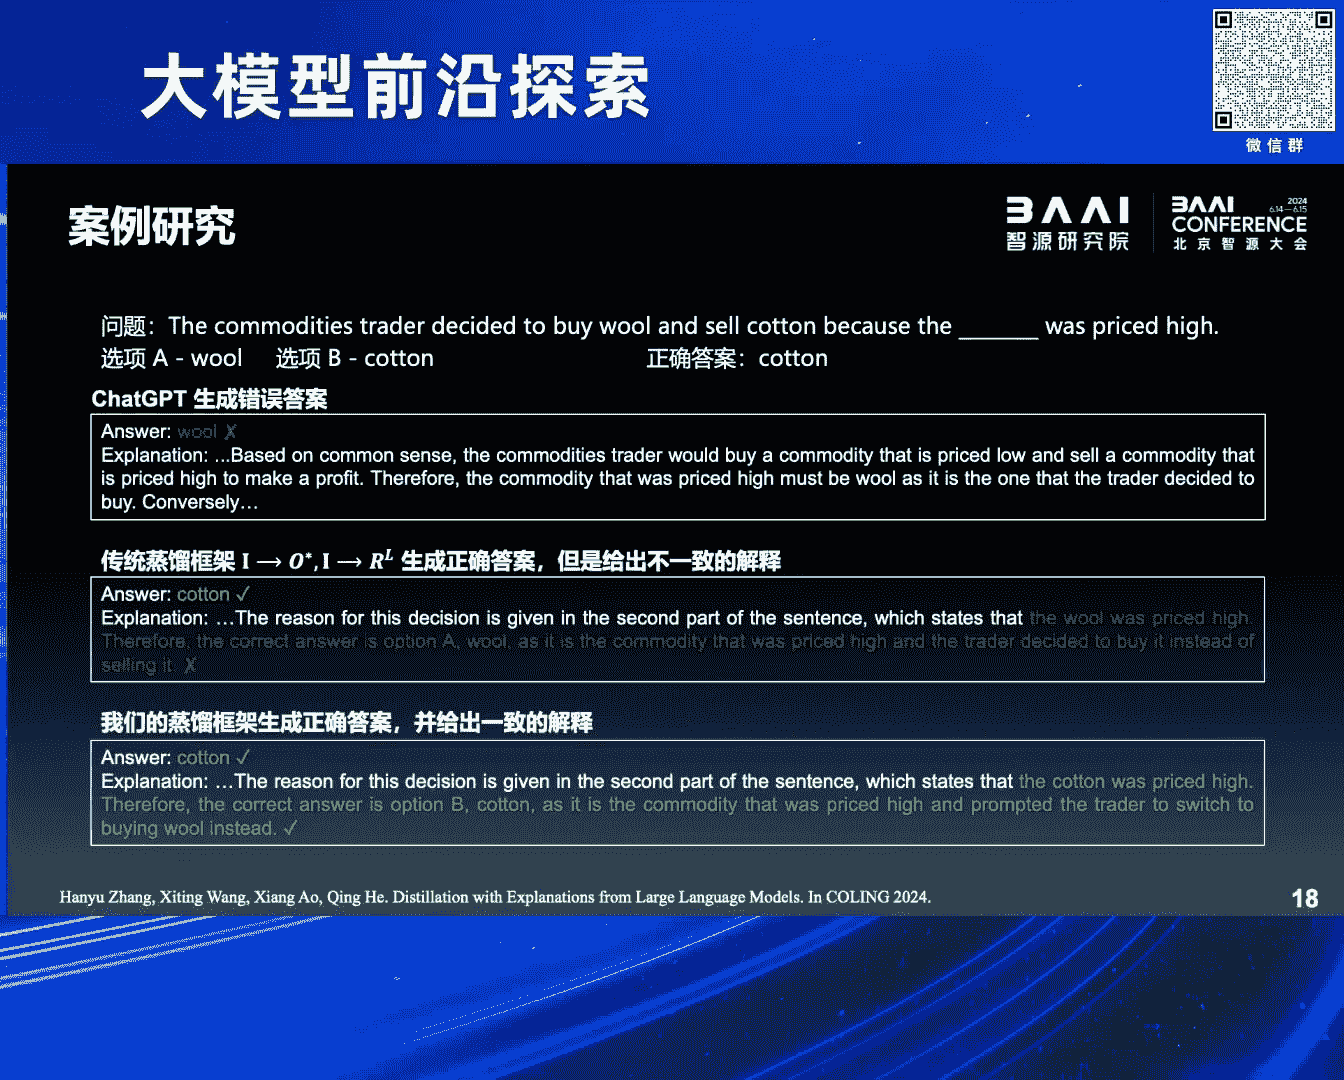 大模型前沿探索
微信群
案例研究
BAAI
智源研究院
BAAI 2024
6.14—6.15
CONFERENCE
北京智源大会
问题：The commodities trader decided to buy wool and sell cotton because the _______ was priced high.
选项 A - wool 选项 B - cotton 正确答案：cotton
ChatGPT 生成错误答案
Answer: wool ✗
Explanation: ...Based on common sense, the commodities trader would buy a commodity that is priced low and sell a commodity that
is priced high to make a profit. Therefore, the commodity that was priced high must be wool as it is the one that the trader decided to
buy. Conversely…
传统蒸馏框架 I → O*, I → R^L 生成正确答案，但是给出不一致的解释
Answer: cotton ✓
Explanation: …The reason for this decision is given in the second part of the sentence, which states that the wool was priced high.
Therefore, the correct answer is option A, wool, as it is the commodity that was priced high and the trader decided to buy it instead of
selling it. ✗
我们的蒸馏框架生成正确答案，并给出一致的解释
Answer: cotton ✓
Explanation: …The reason for this decision is given in the second part of the sentence, which states that the cotton was priced high.
Therefore, the correct answer is option B, cotton, as it is the commodity that was priced high and prompted the trader to switch to
buying wool instead. ✓
Hanyu Zhang, Xiting Wang, Xiang Ao, Qing He. Distillation with Explanations from Large Language Models. In COLING 2024.
18